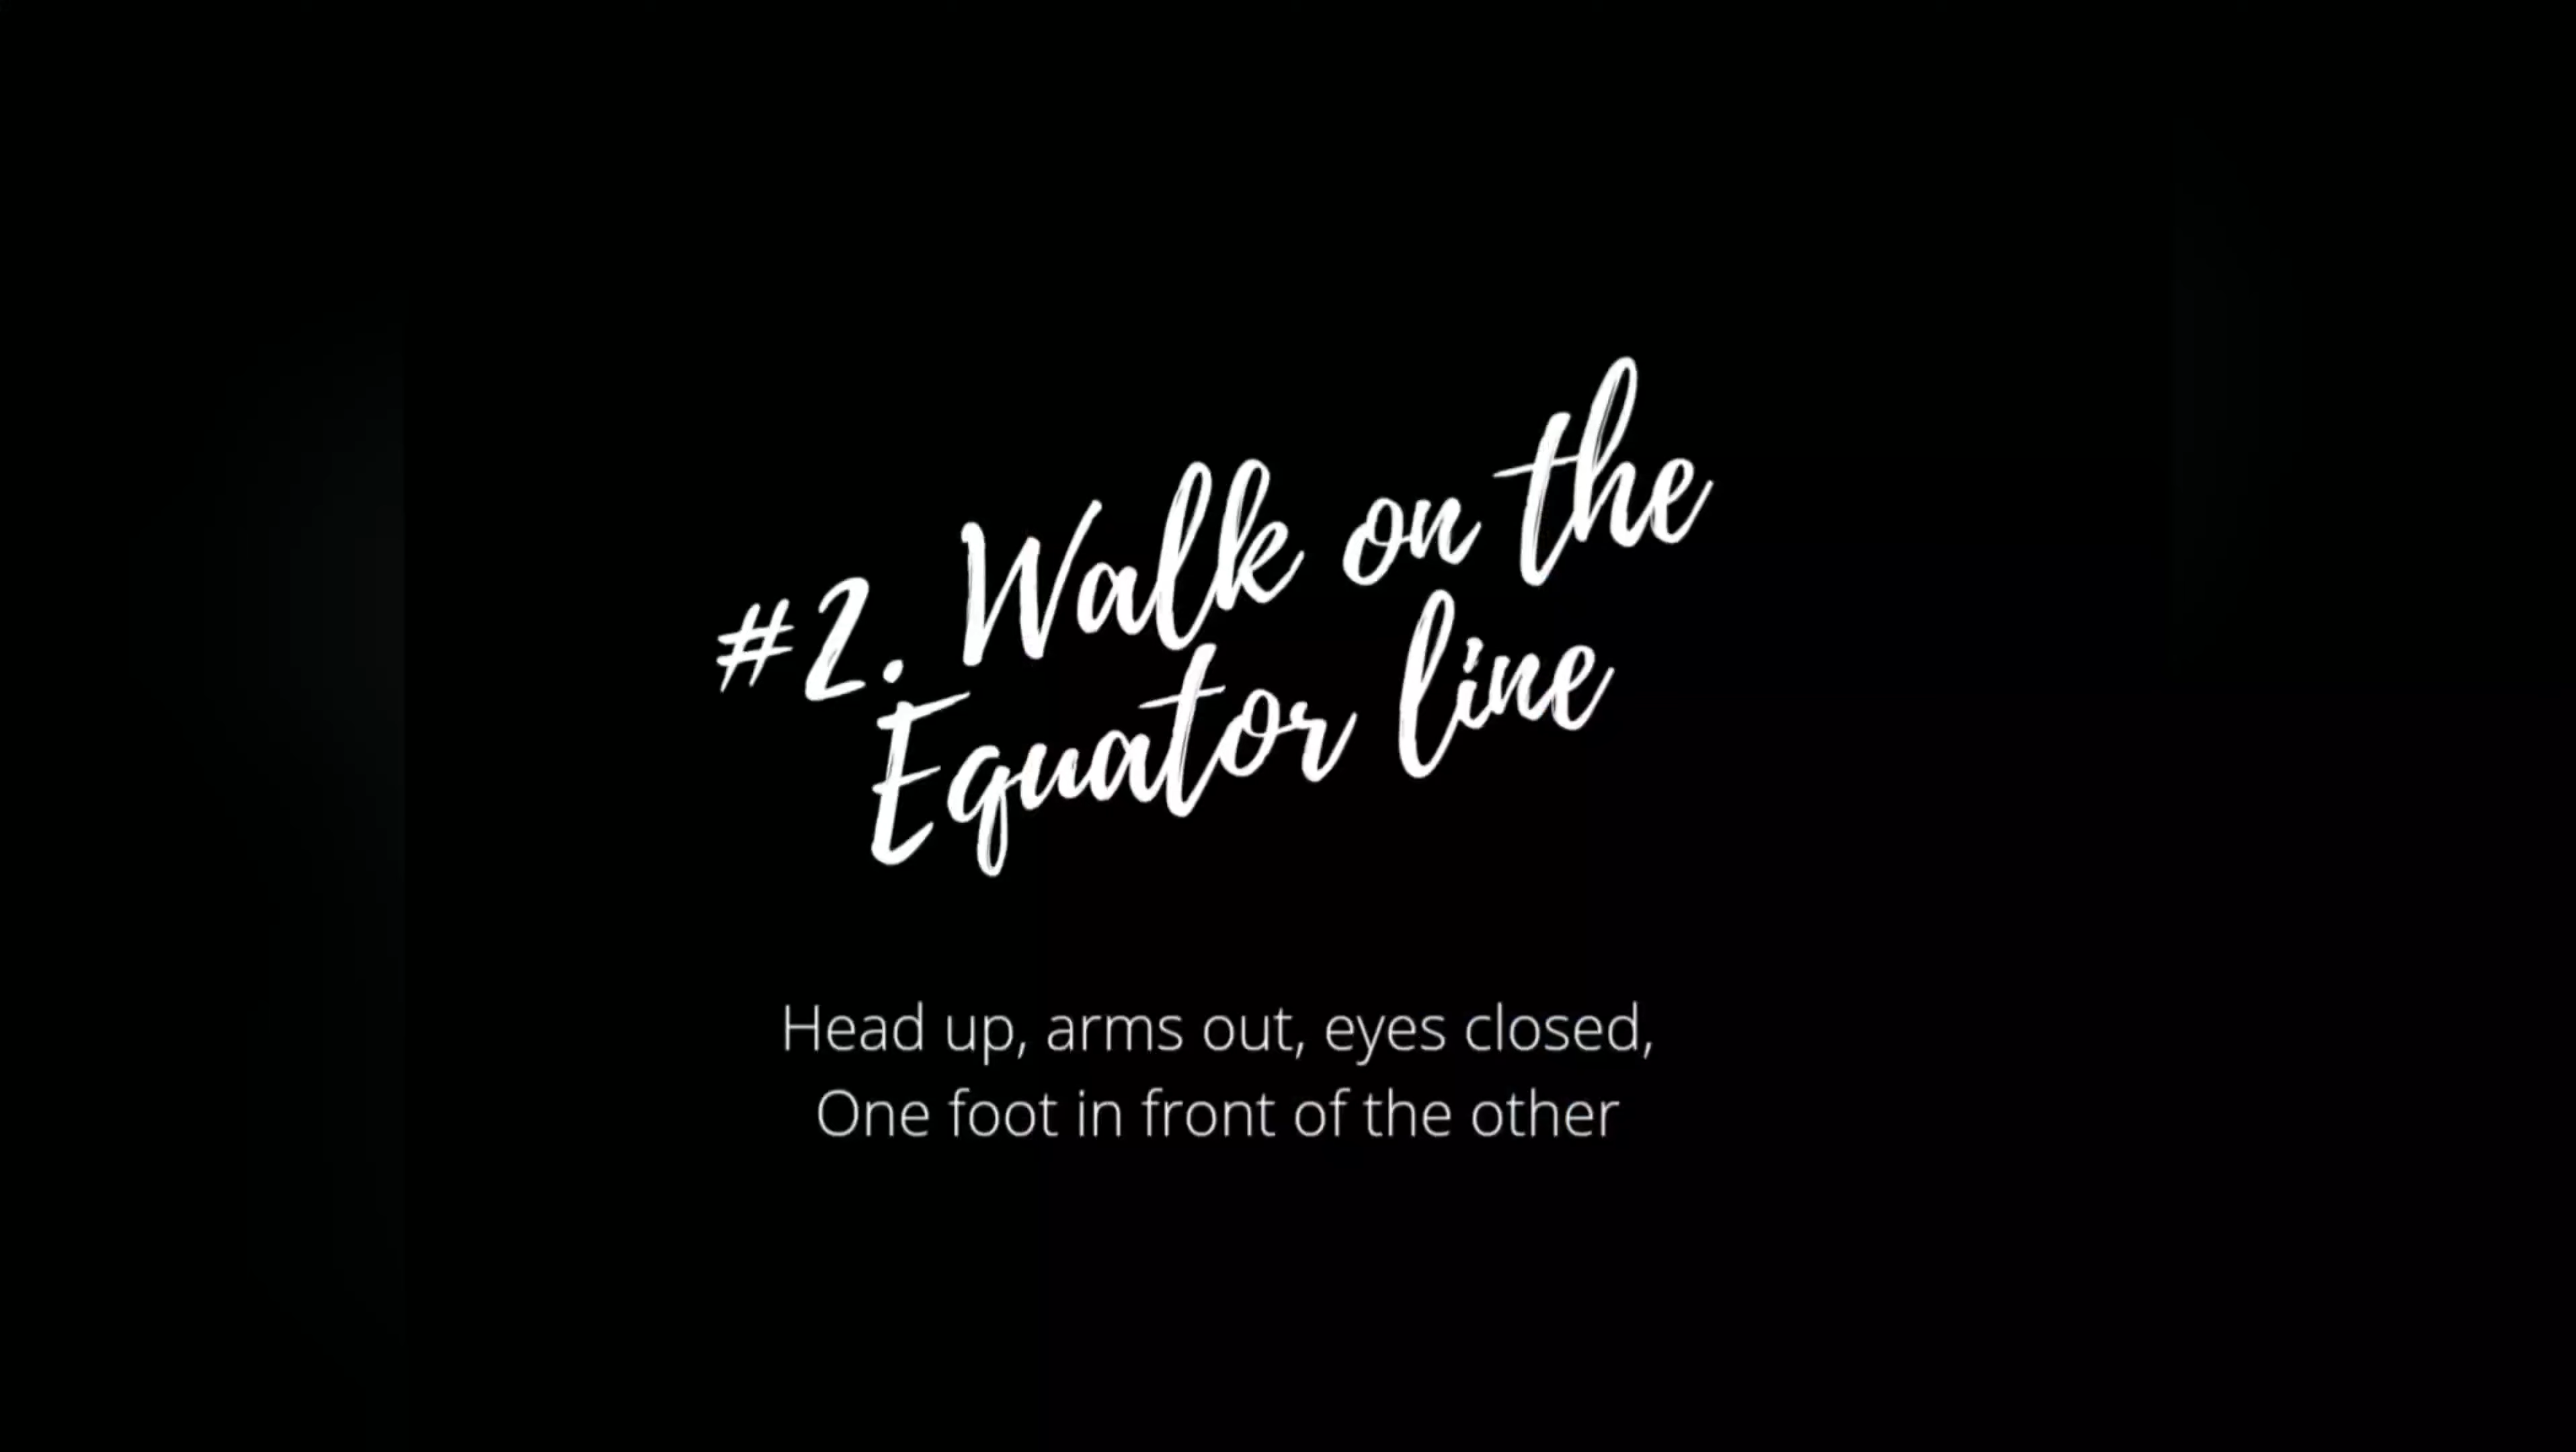 #2. Walk on the
Equator line
Head up, arms out, eyes closed,
One foot in front of the other